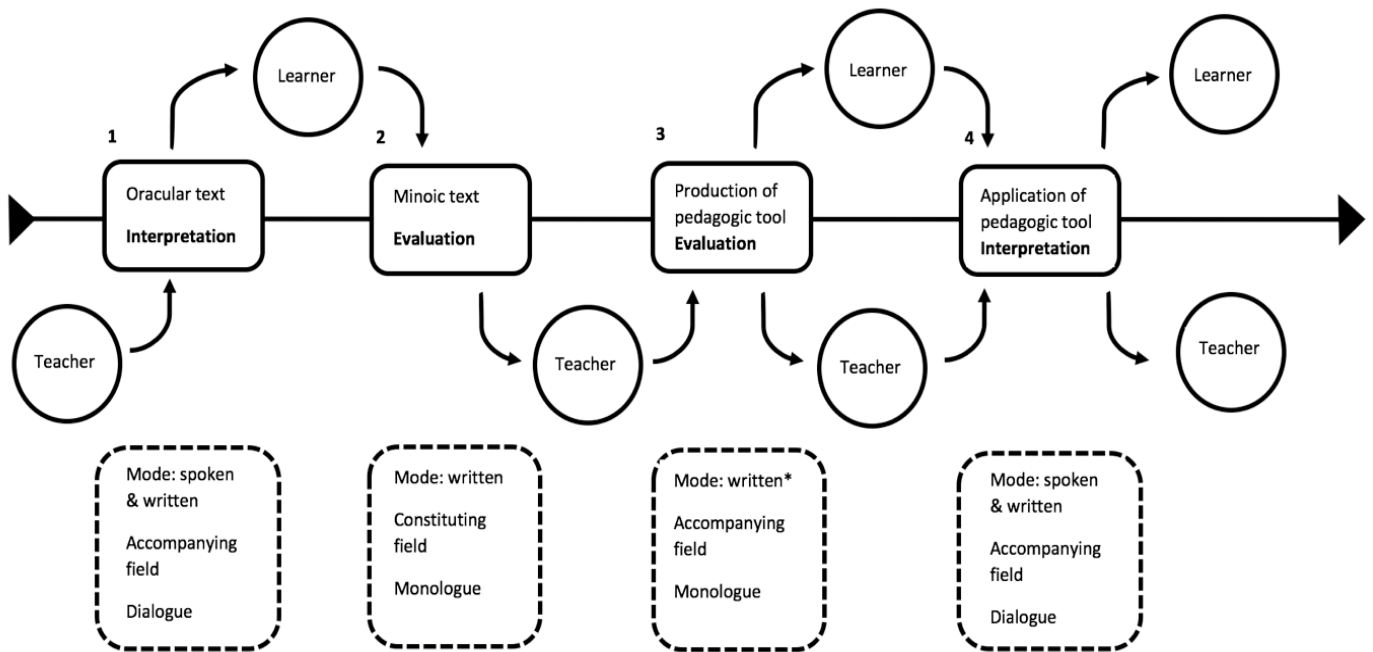 Learner
Learner
Learner
1
2
3
4
Oracular text
Interpretation
Minoic text
Evaluation
Production of
pedagogic tool
Evaluation
Application of
pedagogic tool
Interpretation
Teacher
Teacher
Teacher
Teacher
Mode: spoken
& written
Accompanying
field
Dialogue
Mode: written
Constituting
field
Monologue
Mode: written*
Accompanying
field
Monologue
Mode: spoken
& written
Accompanying
field
Dialogue